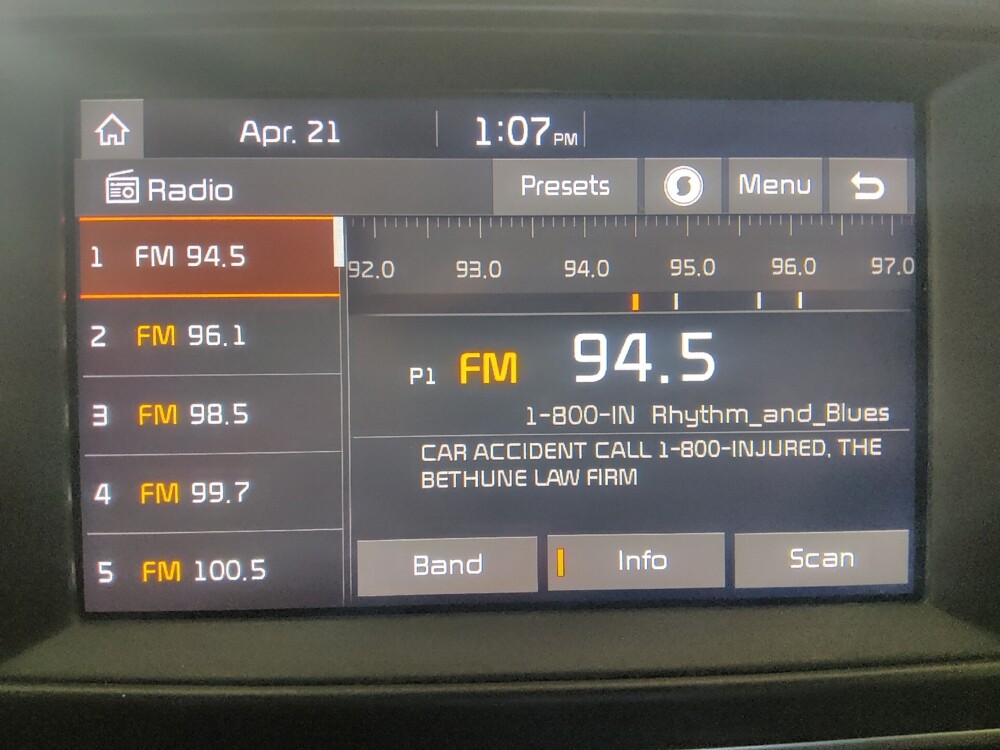 Apr. 21 1:07 PM
Radio Presets Menu
1 FM 94.5
2 FM 96.1
3 FM 98.5
4 FM 99.7
5 FM 100.5
92.0 93.0 94.0 95.0 96.0 97.0
P1 FM 94.5
1-800-IN Rhythm_and_Blues
CAR ACCIDENT CALL 1-800-INJURED, THE
BETHUNE LAW FIRM
Band Info Scan